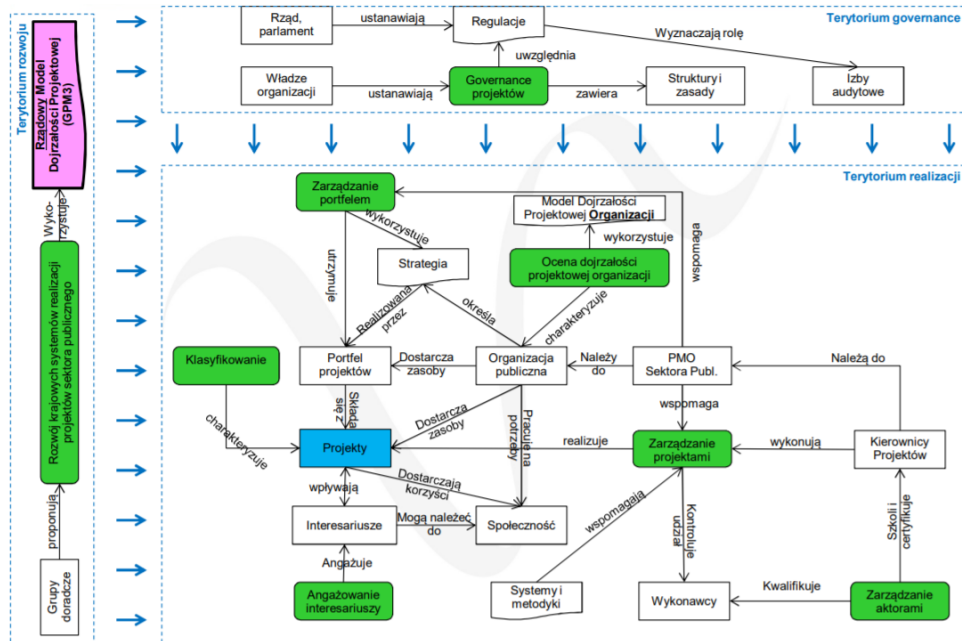 Terytorium rozwoju
Rządowy Model
Dojrzałości Projektowej
(GPM3)
Wyko-
rzystuje
Rozwój krajowych systemów realizacji
projektów sektora publicznego
proponują
Grupy
doradcze
Terytorium governance
Rząd,
parlament
ustanawiają
Regulacje
Wyznaczają rolę
uwzględnia
Władze
organizacji
ustanawiają
Governance
projektów
zawiera
Struktury i
zasady
Izby
audytowe
Terytorium realizacji
Zarządzanie
portfelem
wykorzystuje
utrzymuje
Strategia
Realizowana
przez
określa
Model Dojrzałości
Projektowej Organizacji
wykorzystuje
Ocena dojrzałości
projektowej organizacji
charakteryzuje
wspomaga
Klasyfikowanie
charakteryzuje
Portfel
projektów
Dostarcza
zasoby
Organizacja
publiczna
Należy
do
PMO
Sektora Publ.
Należą do
Składa
się z
Dostarcza
zasoby
Pracuje na
potrzeby
wspomaga
Projekty
realizuje
Zarządzanie
projektami
wykonują
Kierownicy
Projektów
wpływają
Dostarczają
korzyści
Interesariusze
Mogą należeć
do
Społeczność
wspomagają
Kontroluje
udział
Szkoli i
certyfikuje
Angażuje
Angażowanie
interesariuszy
Systemy i
metodyki
Wykonawcy
Kwalifikuje
Zarządzanie
aktorami